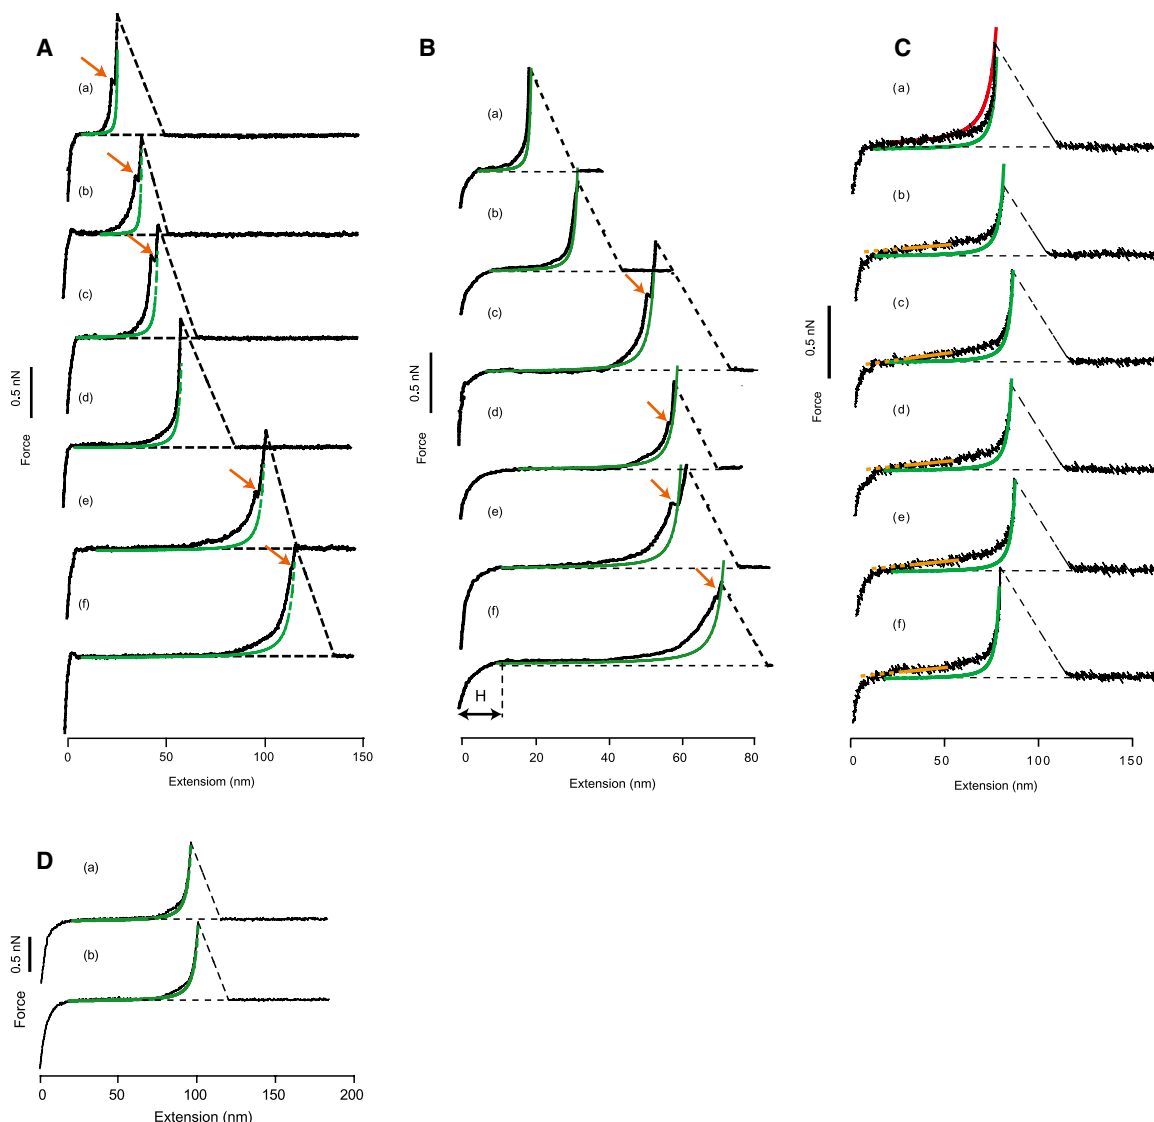 A
(a)
(b)
(c)
(d)
(e)
(f)
0.5 nN
Force
0
50
100
150
Extensiom (nm)
B
(a)
(b)
(c)
(d)
(e)
(f)
H
0.5 nN
Force
0
20
40
60
80
Extension (nm)
C
(a)
(b)
(c)
(d)
(e)
(f)
0.5 nN
Force
0
50
100
150
Extension (nm)
D
(a)
(b)
0.5 nN
Force
0
50
100
150
200
Extension (nm)